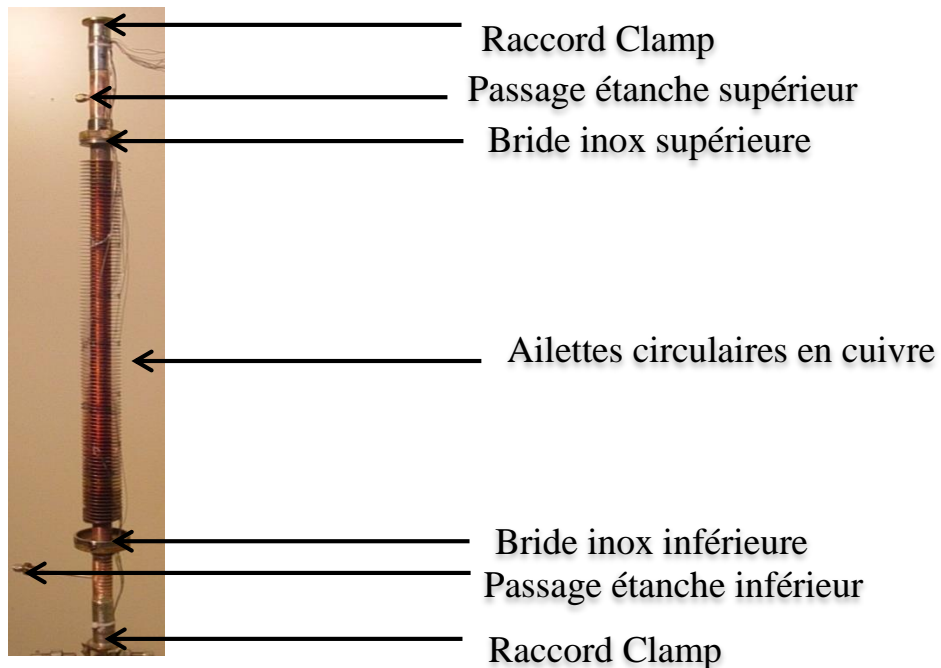 Raccord Clamp
Passage étanche supérieur
Bride inox supérieure
Ailettes circulaires en cuivre
Bride inox inférieure
Passage étanche inférieur
Raccord Clamp